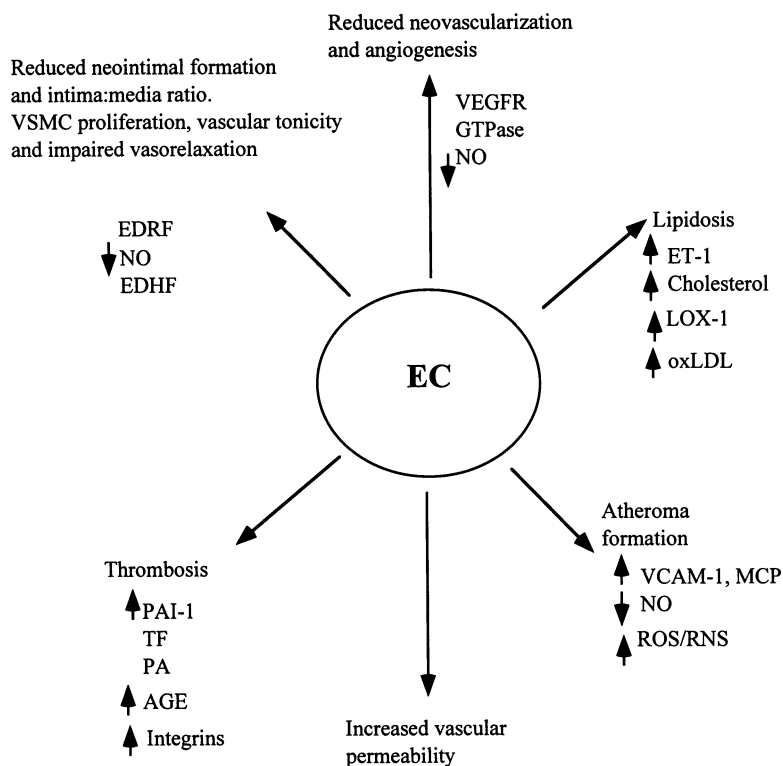 Reduced neovascularization
and angiogenesis
Reduced neointimal formation
and intima:media ratio.
VSMC proliferation, vascular tonicity
and impaired vasorelaxation
VEGFR
GTPase
NO
EDRF
NO
EDHF
Lipidosis
ET-1
Cholesterol
LOX-1
oxLDL
EC
Atheroma
formation
VCAM-1, MCP
NO
ROS/RNS
Thrombosis
PAI-1
TF
PA
AGE
Integrins
Increased vascular
permeability